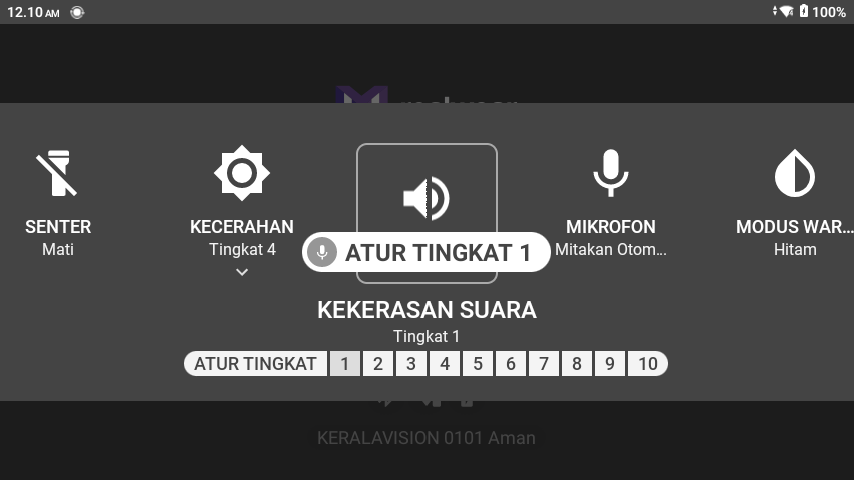 12.10 AM
100%
SENTER
Mati
KECERAHAN
Tingkat 4
MIKROFON
Mitakan Otom...
MODUS WAR...
Hitam
ATUR TINGKAT 1
KEKERASAN SUARA
Tingkat 1
ATUR TINGKAT 1 2 3 4 5 6 7 8 9 10
KERALAVISION 0101 Aman